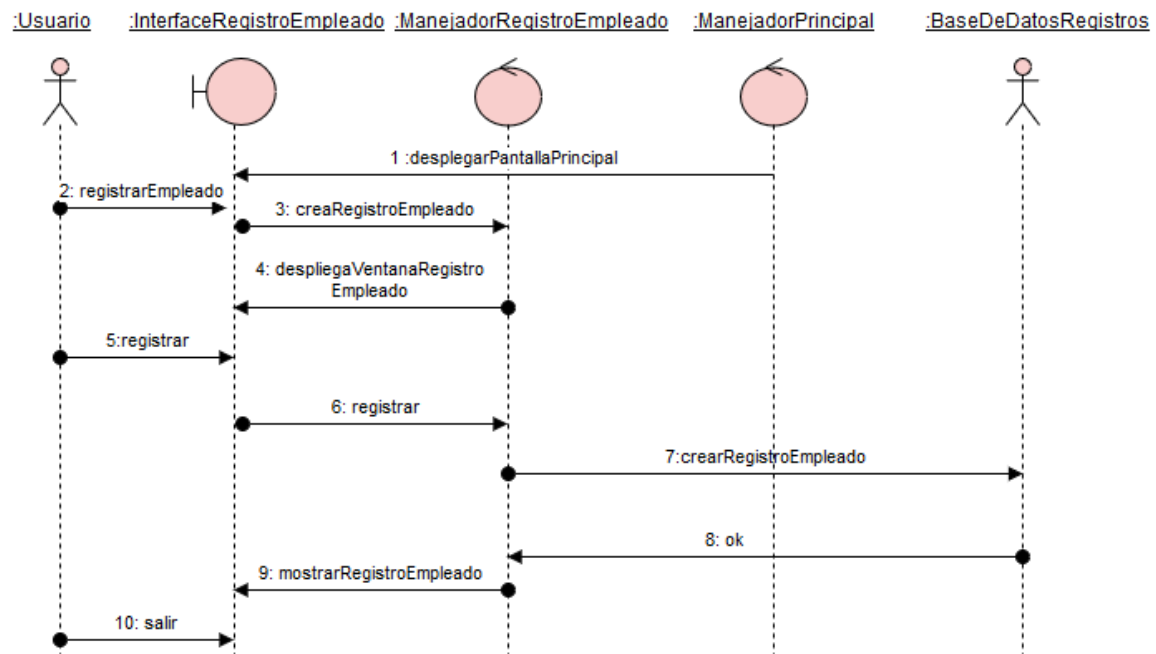 :Usuario :InterfaceRegistroEmpleado :ManejadorRegistroEmpleado :ManejadorPrincipal :BaseDeDatosRegistros
1 :desplegarPantallaPrincipal
2: registrarEmpleado
3: creaRegistroEmpleado
4: despliegaVentanaRegistro
Empleado
5:registrar
6: registrar
7:crearRegistroEmpleado
8: ok
9: mostrarRegistroEmpleado
10: salir